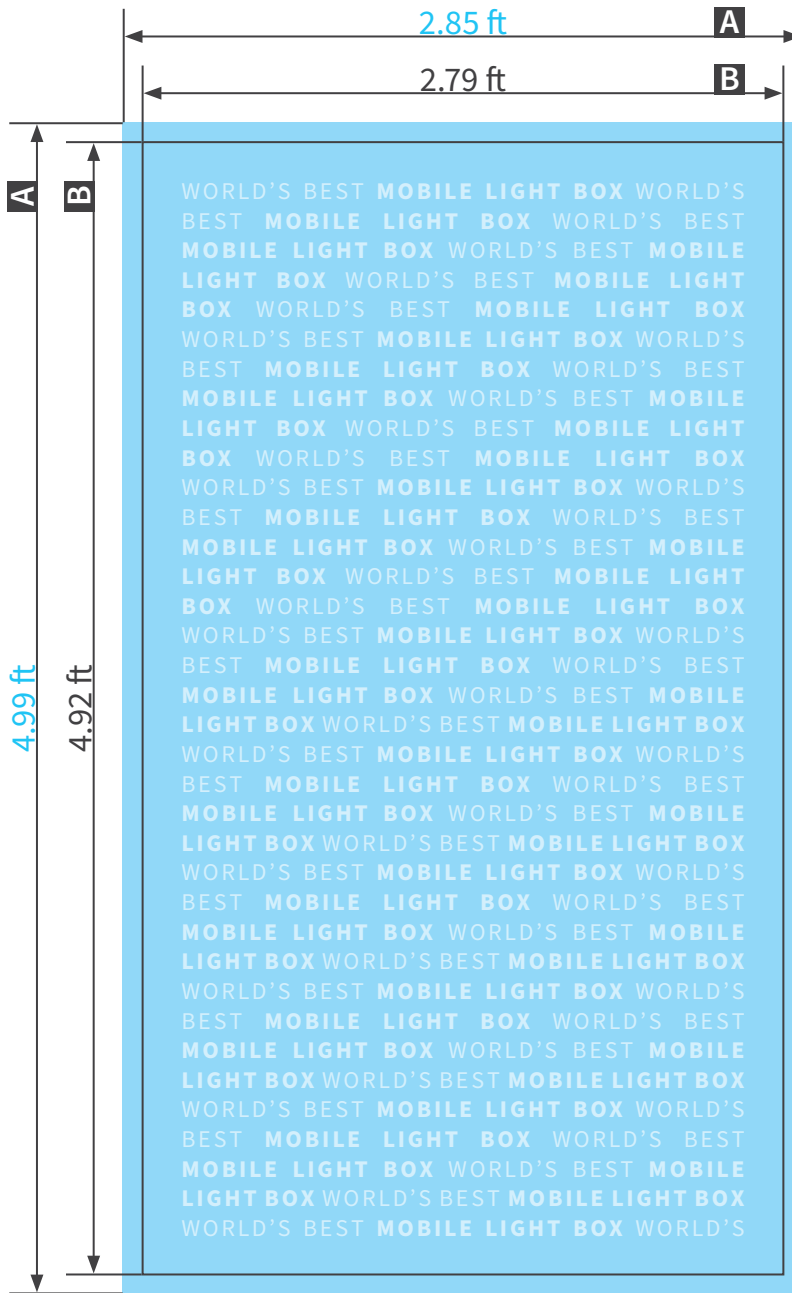 2.85 ft A
2.79 ft B
A B
WORLD’S BEST MOBILE LIGHT BOX WORLD’S
BEST MOBILE LIGHT BOX WORLD’S BEST
MOBILE LIGHT BOX WORLD’S BEST MOBILE
LIGHT BOX WORLD’S BEST MOBILE LIGHT
BOX WORLD’S BEST MOBILE LIGHT BOX
WORLD’S BEST MOBILE LIGHT BOX WORLD’S
BEST MOBILE LIGHT BOX WORLD’S BEST
MOBILE LIGHT BOX WORLD’S BEST MOBILE
LIGHT BOX WORLD’S BEST MOBILE LIGHT
BOX WORLD’S BEST MOBILE LIGHT BOX
WORLD’S BEST MOBILE LIGHT BOX WORLD’S
BEST MOBILE LIGHT BOX WORLD’S BEST
MOBILE LIGHT BOX WORLD’S BEST MOBILE
LIGHT BOX WORLD’S BEST MOBILE LIGHT
BOX WORLD’S BEST MOBILE LIGHT BOX
WORLD’S BEST MOBILE LIGHT BOX WORLD’S
BEST MOBILE LIGHT BOX WORLD’S BEST
MOBILE LIGHT BOX WORLD’S BEST MOBILE
LIGHT BOX WORLD’S BEST MOBILE LIGHT BOX
WORLD’S BEST MOBILE LIGHT BOX WORLD’S
BEST MOBILE LIGHT BOX WORLD’S BEST
MOBILE LIGHT BOX WORLD’S BEST MOBILE
LIGHT BOX WORLD’S BEST MOBILE LIGHT BOX
WORLD’S BEST MOBILE LIGHT BOX WORLD’S
BEST MOBILE LIGHT BOX WORLD’S BEST
MOBILE LIGHT BOX WORLD’S BEST MOBILE
LIGHT BOX WORLD’S BEST MOBILE LIGHT BOX
WORLD’S BEST MOBILE LIGHT BOX WORLD’S
BEST MOBILE LIGHT BOX WORLD’S BEST
MOBILE LIGHT BOX WORLD’S BEST MOBILE
LIGHT BOX WORLD’S BEST MOBILE LIGHT BOX
WORLD’S BEST MOBILE LIGHT BOX WORLD’S
BEST MOBILE LIGHT BOX WORLD’S BEST
MOBILE LIGHT BOX WORLD’S BEST MOBILE
LIGHT BOX WORLD’S BEST MOBILE LIGHT BOX
WORLD’S BEST MOBILE LIGHT BOX WORLD’S
4.99 ft
4.92 ft